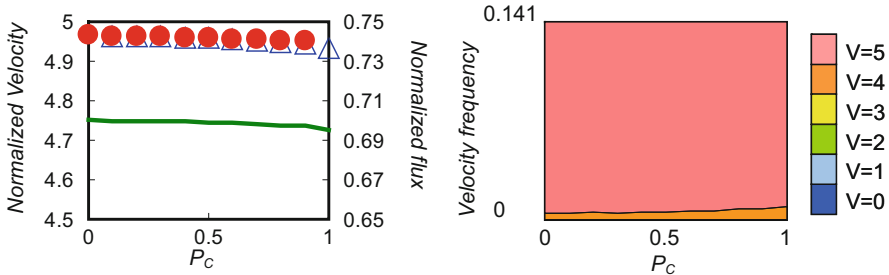 Normalized Velocity
5
4.9
4.8
4.7
4.6
4.5
0
0.5
1
P_C
0.75
0.73
0.71
0.69
0.67
0.65
Normalized flux
Velocity frequency
0.141
0
0
0.5
1
P_C
V=5
V=4
V=3
V=2
V=1
V=0